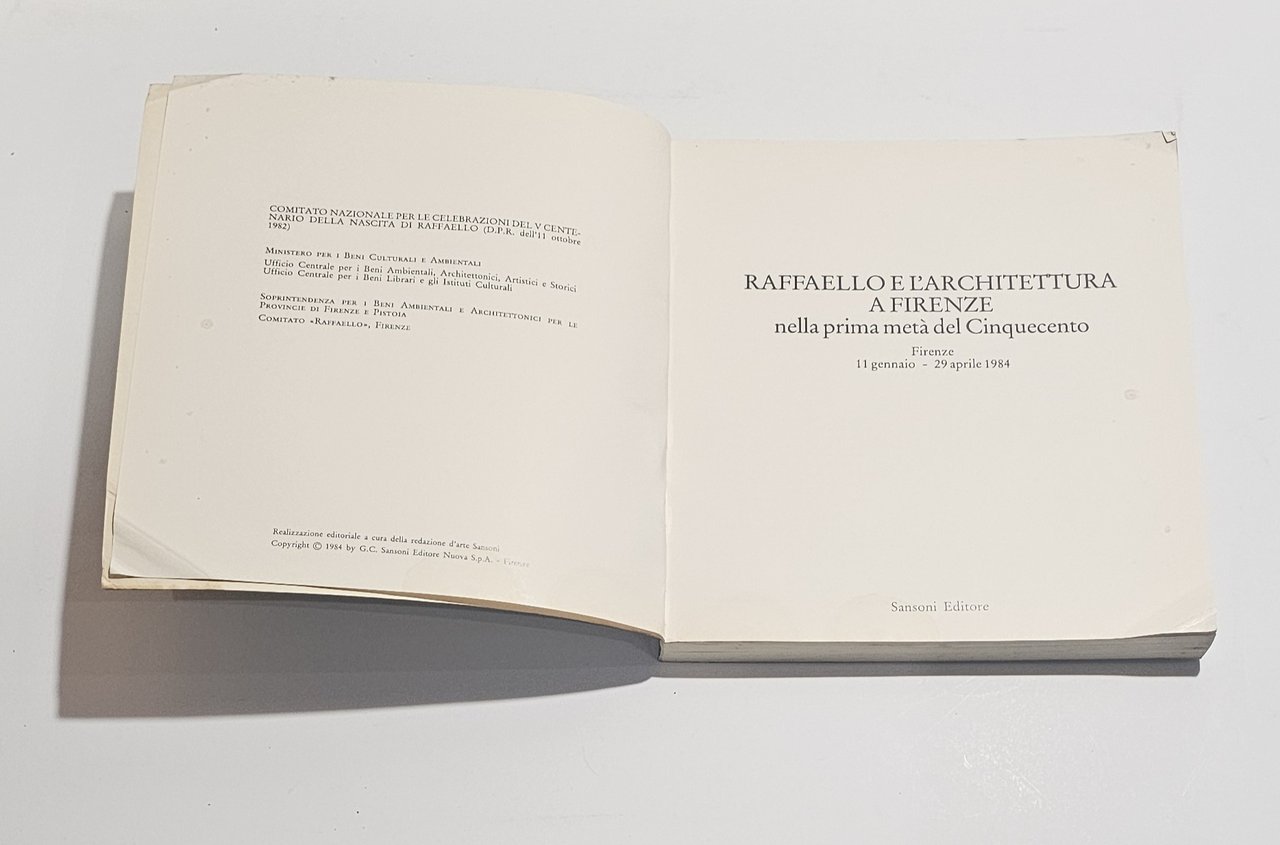 COMITATO NAZIONALE PER LE CELEBRAZIONI DEL V CENTE-
NARIO DELLA NASCITA DI RAFFAELLO (D.P.R. dell'11 ottobre
1982)
MINISTERO PER I BENI CULTURALI E AMBIENTALI
Ufficio Centrale per i Beni Ambientali, Architettonici, Artistici e Storici
Ufficio Centrale per i Beni Librari e gli Istituti Culturali
SOPRINTENDENZA PER I BENI AMBIENTALI E ARCHITETTONICI PER LE
PROVINCIE DI FIRENZE E PISTOIA
COMITATO «RAFFAELLO», FIRENZE
Realizzazione editoriale a cura della redazione d'arte Sansoni
Copyright © 1984 by G.C. Sansoni Editore Nuova S.p.A. - Firenze
RAFFAELLO E L'ARCHITETTURA
A FIRENZE
nella prima metà del Cinquecento
Firenze
11 gennaio - 29 aprile 1984
Sansoni Editore